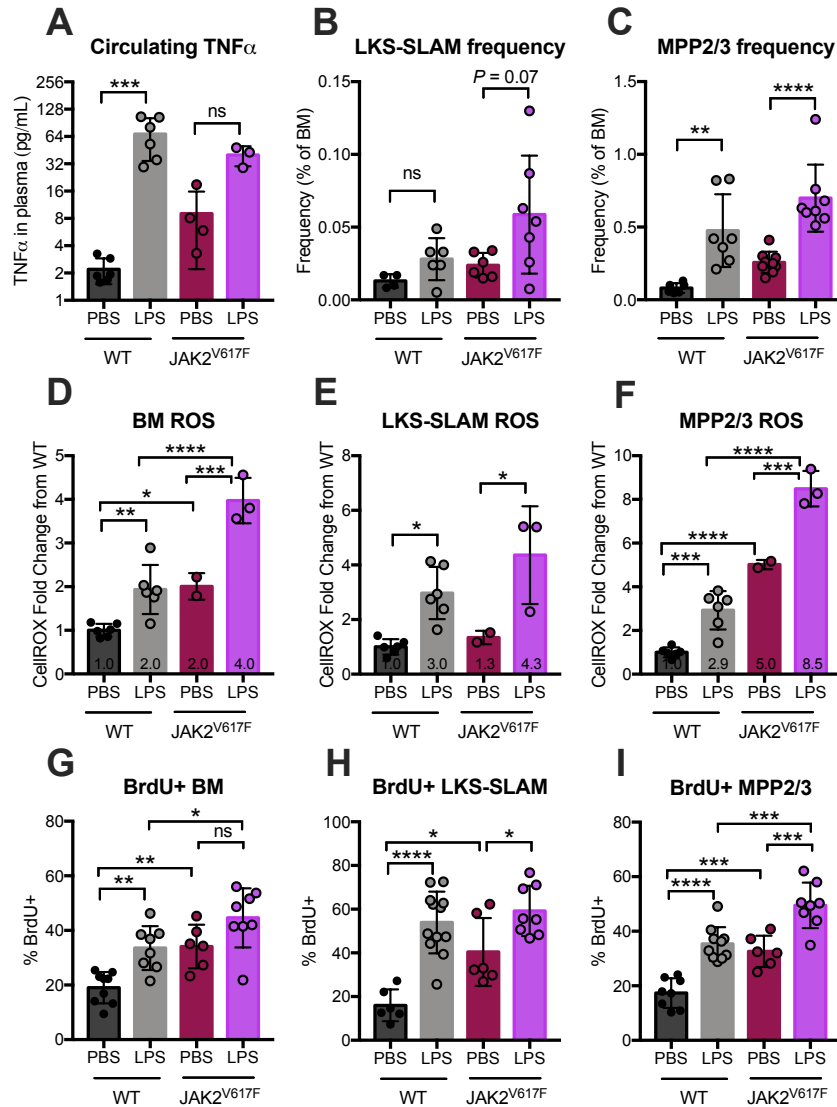 A
Circulating TNFα
TNFα in plasma (pg/mL)
256
128
64
32
16
8
4
2
1
***
ns
PBS LPS PBS LPS
WT JAK2V617F
B
LKS-SLAM frequency
Frequency (% of BM)
0.15
0.10
0.05
0.00
P = 0.07
ns
PBS LPS PBS LPS
WT JAK2V617F
C
MPP2/3 frequency
Frequency (% of BM)
1.5
1.0
0.5
0.0
****
**
PBS LPS PBS LPS
WT JAK2V617F
D
BM ROS
CellROX Fold Change from WT
5
4
3
2
1
0
****
***
*
**
1.0 2.0 2.0 4.0
PBS LPS PBS LPS
WT JAK2V617F
E
LKS-SLAM ROS
CellROX Fold Change from WT
8
6
4
2
0
*
*
1.0 3.0 1.3 4.3
PBS LPS PBS LPS
WT JAK2V617F
F
MPP2/3 ROS
CellROX Fold Change from WT
10
8
6
4
2
0
****
***
****
***
2.9 5.0 8.5
PBS LPS PBS LPS
WT JAK2V617F
G
BrdU+ BM
% BrdU+
80
60
40
20
0
*
ns
**
**
PBS LPS PBS LPS
WT JAK2V617F
H
BrdU+ LKS-SLAM
% BrdU+
100
80
60
40
20
0
*
*
****
PBS LPS PBS LPS
WT JAK2V617F
I
BrdU+ MPP2/3
% BrdU+
80
60
40
20
0
***
***
***
****
PBS LPS PBS LPS
WT JAK2V617F